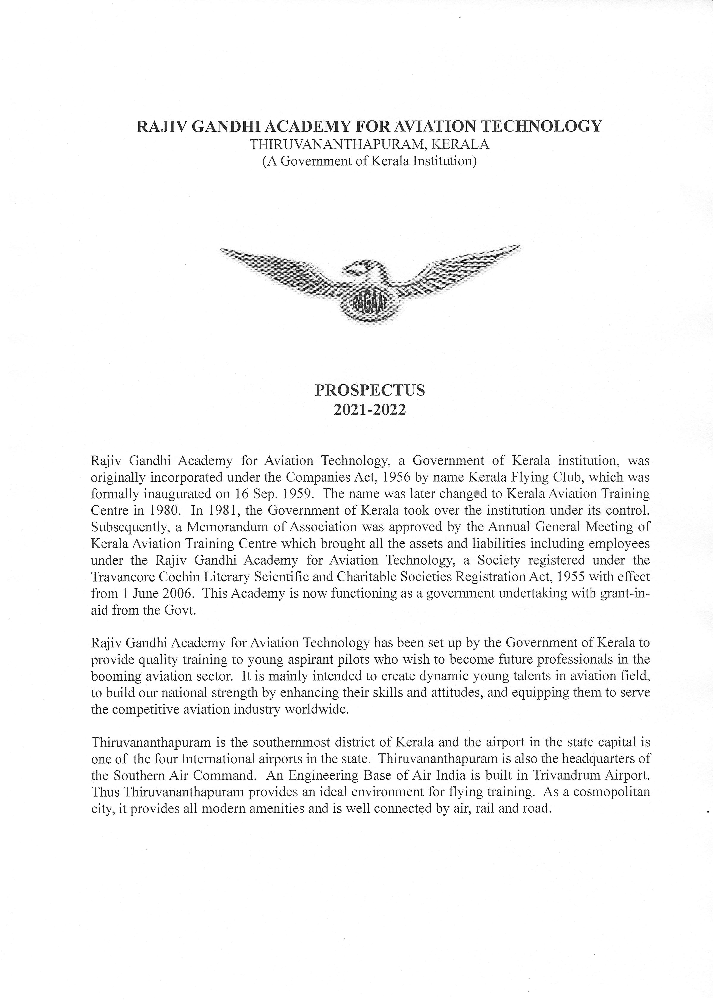 RAJIV GANDHI ACADEMY FOR AVIATION TECHNOLOGY
THIRUVANANTHAPURAM, KERALA
(A Government of Kerala Institution)
RAGAAT
PROSPECTUS
2021-2022
Rajiv Gandhi Academy for Aviation Technology, a Government of Kerala institution, was
originally incorporated under the Companies Act, 1956 by name Kerala Flying Club, which was
formally inaugurated on 16 Sep. 1959. The name was later changed to Kerala Aviation Training
Centre in 1980. In 1981, the Government of Kerala took over the institution under its control.
Subsequently, a Memorandum of Association was approved by the Annual General Meeting of
Kerala Aviation Training Centre which brought all the assets and liabilities including employees
under the Rajiv Gandhi Academy for Aviation Technology, a Society registered under the
Travancore Cochin Literary Scientific and Charitable Societies Registration Act, 1955 with effect
from 1 June 2006. This Academy is now functioning as a government undertaking with grant-in-
aid from the Govt.
Rajiv Gandhi Academy for Aviation Technology has been set up by the Government of Kerala to
provide quality training to young aspirant pilots who wish to become future professionals in the
booming aviation sector. It is mainly intended to create dynamic young talents in aviation field,
to build our national strength by enhancing their skills and attitudes, and equipping them to serve
the competitive aviation industry worldwide.
Thiruvananthapuram is the southernmost district of Kerala and the airport in the state capital is
one of the four International airports in the state. Thiruvananthapuram is also the headquarters of
the Southern Air Command. An Engineering Base of Air India is built in Trivandrum Airport.
Thus Thiruvananthapuram provides an ideal environment for flying training. As a cosmopolitan
city, it provides all modern amenities and is well connected by air, rail and road.